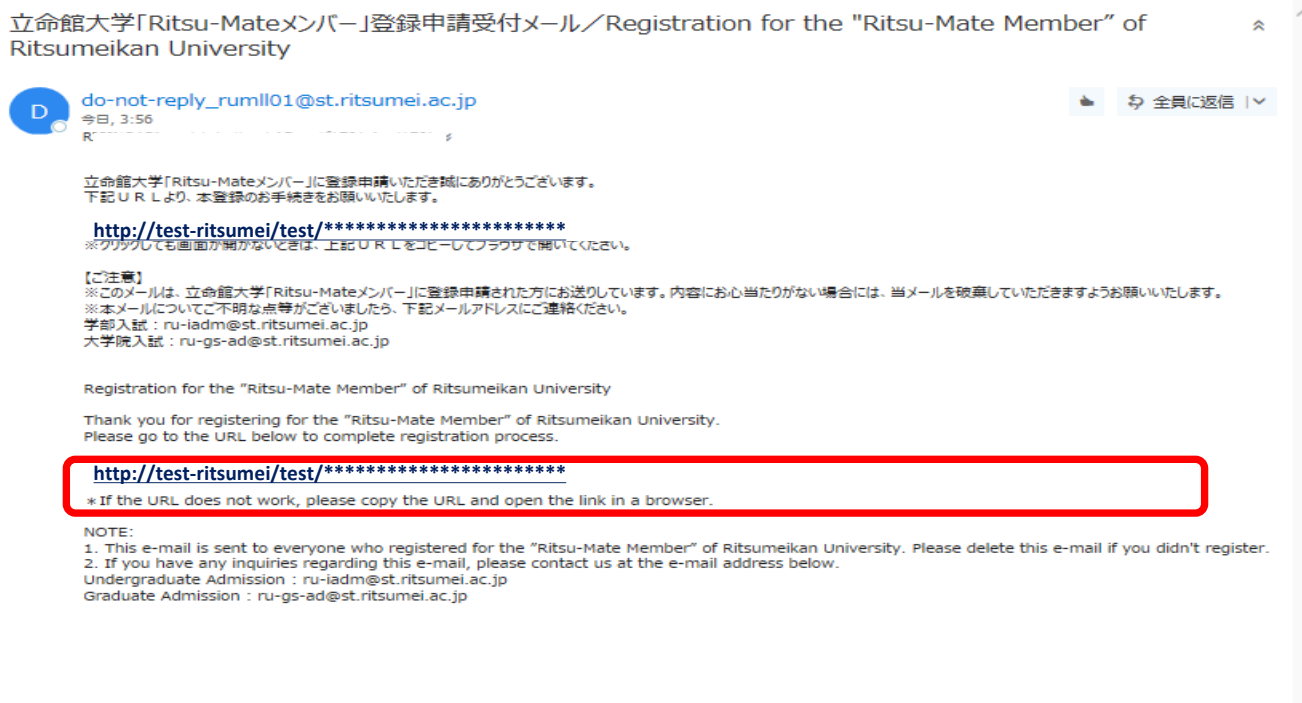 立命館大学「Ritsu-Mateメンバー」登録申請受付メール／Registration for the "Ritsu-Mate Member” of
Ritsumeikan University
D
do-not-reply_rumll01@st.ritsumei.ac.jp
全員に返信
今日, 3:56
立命館大学「Ritsu-Mateメンバー」に登録申請いただき誠にありがとうございます。
下記ＵＲＬより、本登録のお手続きをお願いいたします。
http://test-ritsumei/test/***********************
※クリックしても画面が開かないときは、上記ＵＲＬをコピーしてブラウザで開いてください。
【ご注意】
※このメールは、立命館大学「Ritsu-Mateメンバー」に登録申請された方にお送りしています。内容にお心当たりがない場合には、当メールを破棄していただきますようお願いいたします。
※本メールについてご不明な点等がございましたら、下記メールアドレスにご連絡ください。
学部入試：ru-iadm@st.ritsumei.ac.jp
大学院入試：ru-gs-ad@st.ritsumei.ac.jp
Registration for the “Ritsu-Mate Member” of Ritsumeikan University
Thank you for registering for the “Ritsu-Mate Member” of Ritsumeikan University.
Please go to the URL below to complete registration process.
http://test-ritsumei/test/***********************
＊If the URL does not work, please copy the URL and open the link in a browser.
NOTE:
1. This e-mail is sent to everyone who registered for the “Ritsu-Mate Member” of Ritsumeikan University. Please delete this e-mail if you didn't register.
2. If you have any inquiries regarding this e-mail, please contact us at the e-mail address below.
Undergraduate Admission：ru-iadm@st.ritsumei.ac.jp
Graduate Admission：ru-gs-ad@st.ritsumei.ac.jp